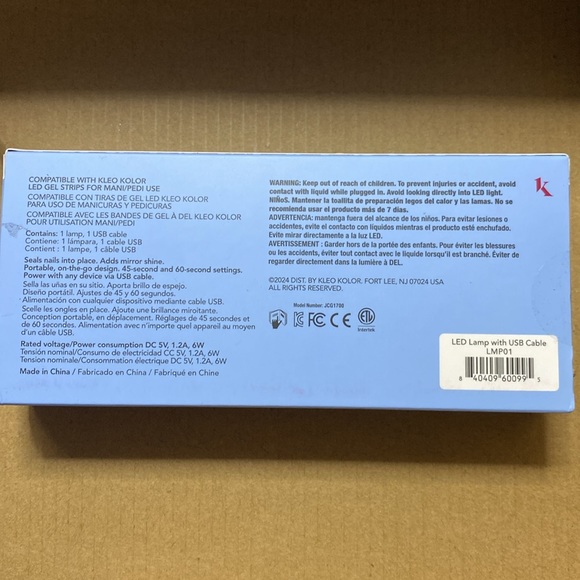 COMPATIBLE WITH KLEO KOLOR
LED GEL STRIPS FOR MANI/PEDI USE
COMPATIBLE CON TIRAS DE GEL LED KLEO KOLOR
PARA USO DE MANICURAS Y PEDICURAS
COMPATIBLE AVEC LES BANDES DE GEL À DEL KLEO KOLOR
POUR UTILISATION MANI/PEDI
Contains: 1 lamp, 1 USB cable
Contiene: 1 lámpara, 1 cable USB
Contient : 1 lampe, 1 câble USB
Seals nails into place. Adds mirror shine.
Portable, on-the-go design. 45-second and 60-second settings.
Power with any device via USB cable.
Sella las uñas en su sitio. Aporta brillo de espejo.
Diseño portátil. Ajustes de 45 y 60 segundos.
Alimentación con cualquier dispositivo mediante cable USB.
Scelle les ongles en place. Ajoute une brillance miroitante.
Conception portable, en déplacement. Réglages de 45 secondes et
de 60 secondes. Alimentation avec n'importe quel appareil au moyen
d'un câble USB.
Rated voltage/Power consumption DC 5V, 1.2A, 6W
Tensión nominal/Consumo de electricidad CC 5V, 1.2A, 6W
Tension nominale/Consommation électrique DC 5V, 1.2A, 6W
Made in China / Fabricado en China / Fabriqué en Chine
WARNING: Keep out of reach of children. To prevent injuries or accident, avoid
contact with liquid while plugged in. Avoid looking directly into LED light.
NIÑoS. Mantener la toallita de preparación legos del calor y las lamas. No se
recomienda usar el producto más de 7 días.
ADVERTENCIA: mantenga fuera del alcance de los niños. Para evitar lesiones o
accidentes, evite el contacto con líquidos mientras el producto esté enchufado.
Evite mirar directamente a la luz LED.
AVERTISSEMENT : Garder hors de la portée des enfants. Pour éviter les blessures
ou les accidents, éviter tout contact avec le liquide lorsqu'il est branché. Éviter de
regarder directement dans la lumière à DEL.
©2024 DIST. BY KLEO KOLOR. FORT LEE, NJ 07024 USA
ALL RIGHTS RESERVED.
Model Number: JCG1708
FC CE
ETL
Intertek
k
LED Lamp with USB Cable
LMP01
8 40409 60099 5